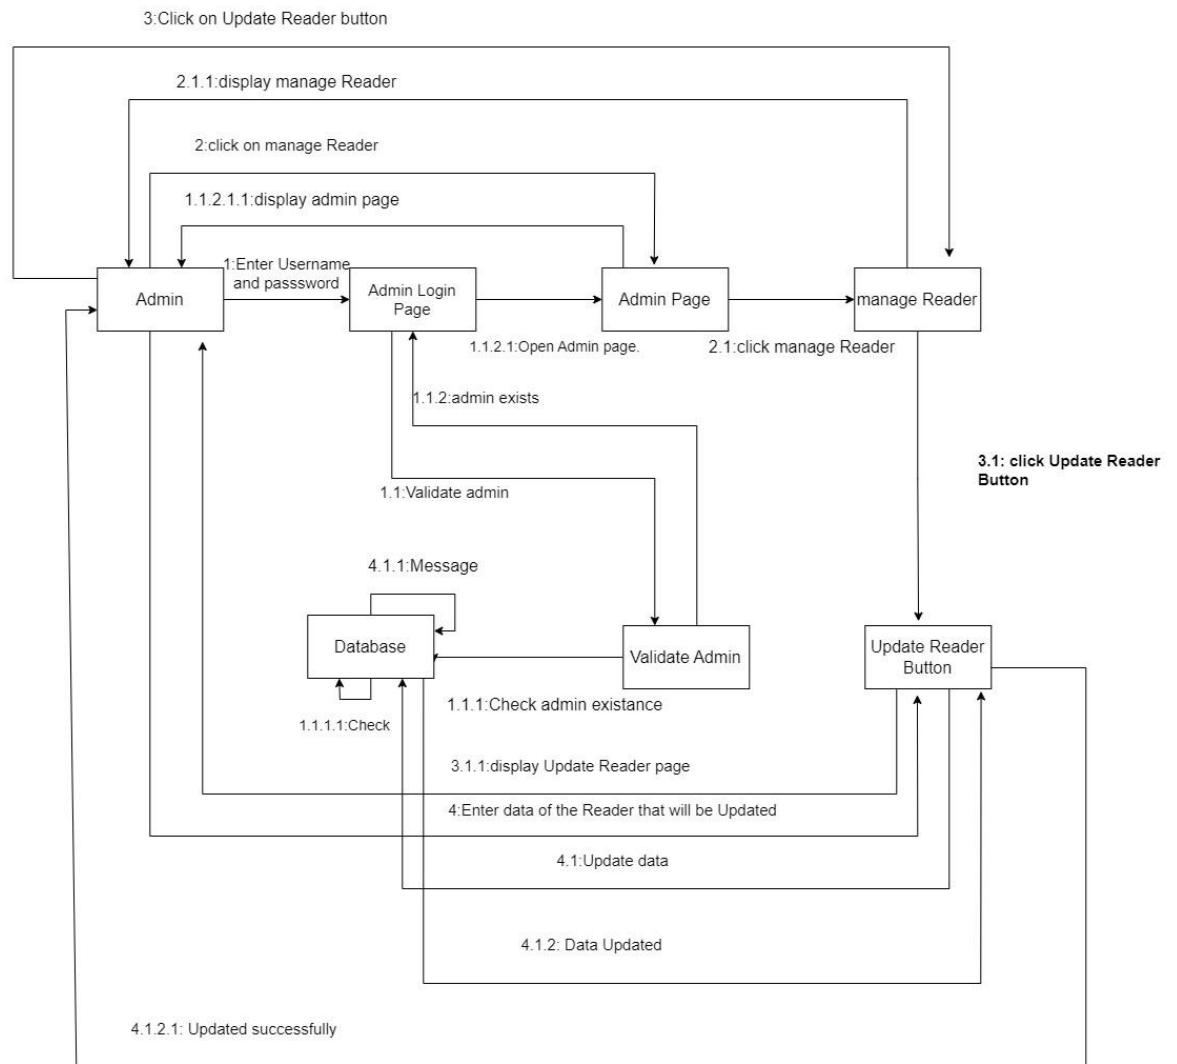 3:Click on Update Reader button
2.1.1:display manage Reader
2:click on manage Reader
1.1.2.1.1:display admin page
1:Enter Username
and passsword
Admin
Admin Login
Page
Admin Page
manage Reader
1.1.2.1:Open Admin page.
2.1:click manage Reader
1.1.2:admin exists
3.1: click Update Reader
Button
1.1:Validate admin
4.1.1:Message
Database
Validate Admin
Update Reader
Button
1.1.1:Check admin existance
1.1.1.1:Check
3.1.1:display Update Reader page
4:Enter data of the Reader that will be Updated
4.1:Update data
4.1.2: Data Updated
4.1.2.1: Updated successfully